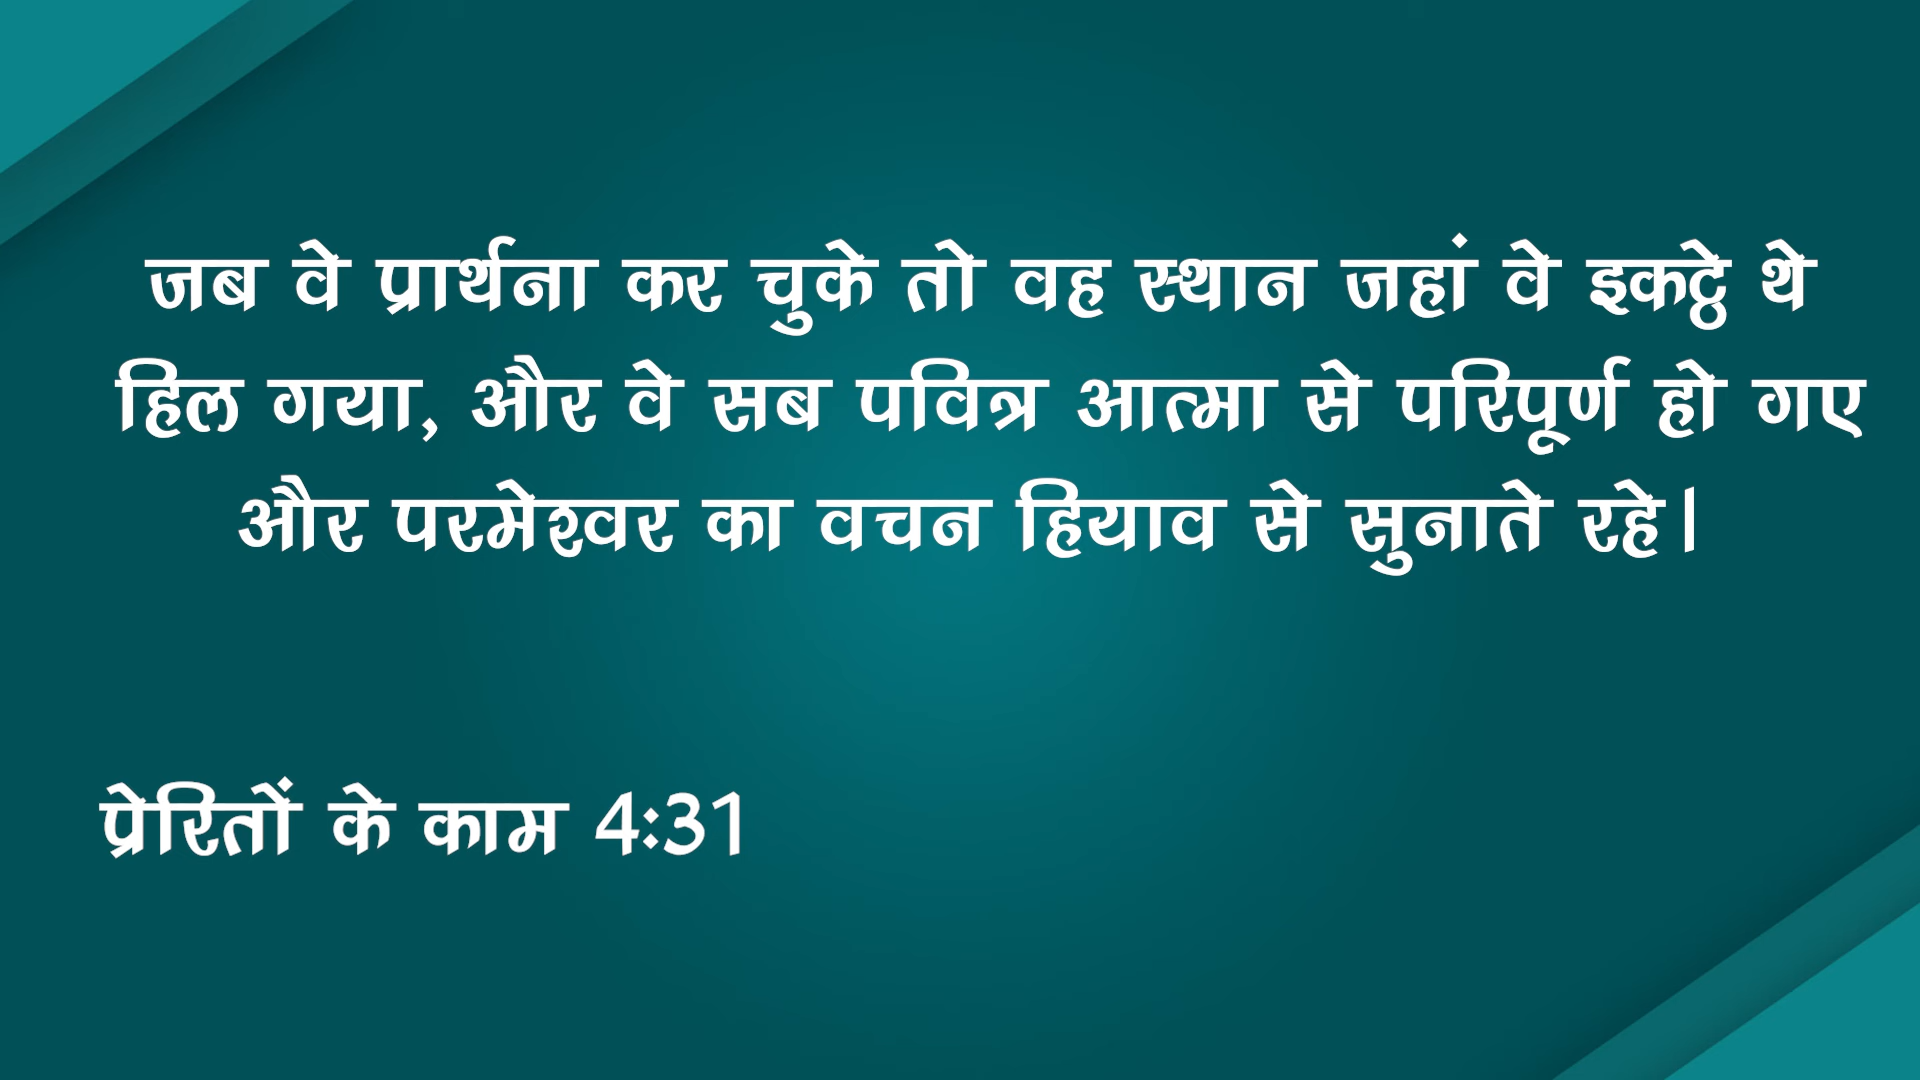 जब वे प्रार्थना कर चुके तो वह स्थान जहां वे इकट्ठे थे
हिल गया, और वे सब पवित्र आत्मा से परिपूर्ण हो गए
और परमेश्वर का वचन हियाव से सुनाते रहे।
प्रेरितों के काम 4:31